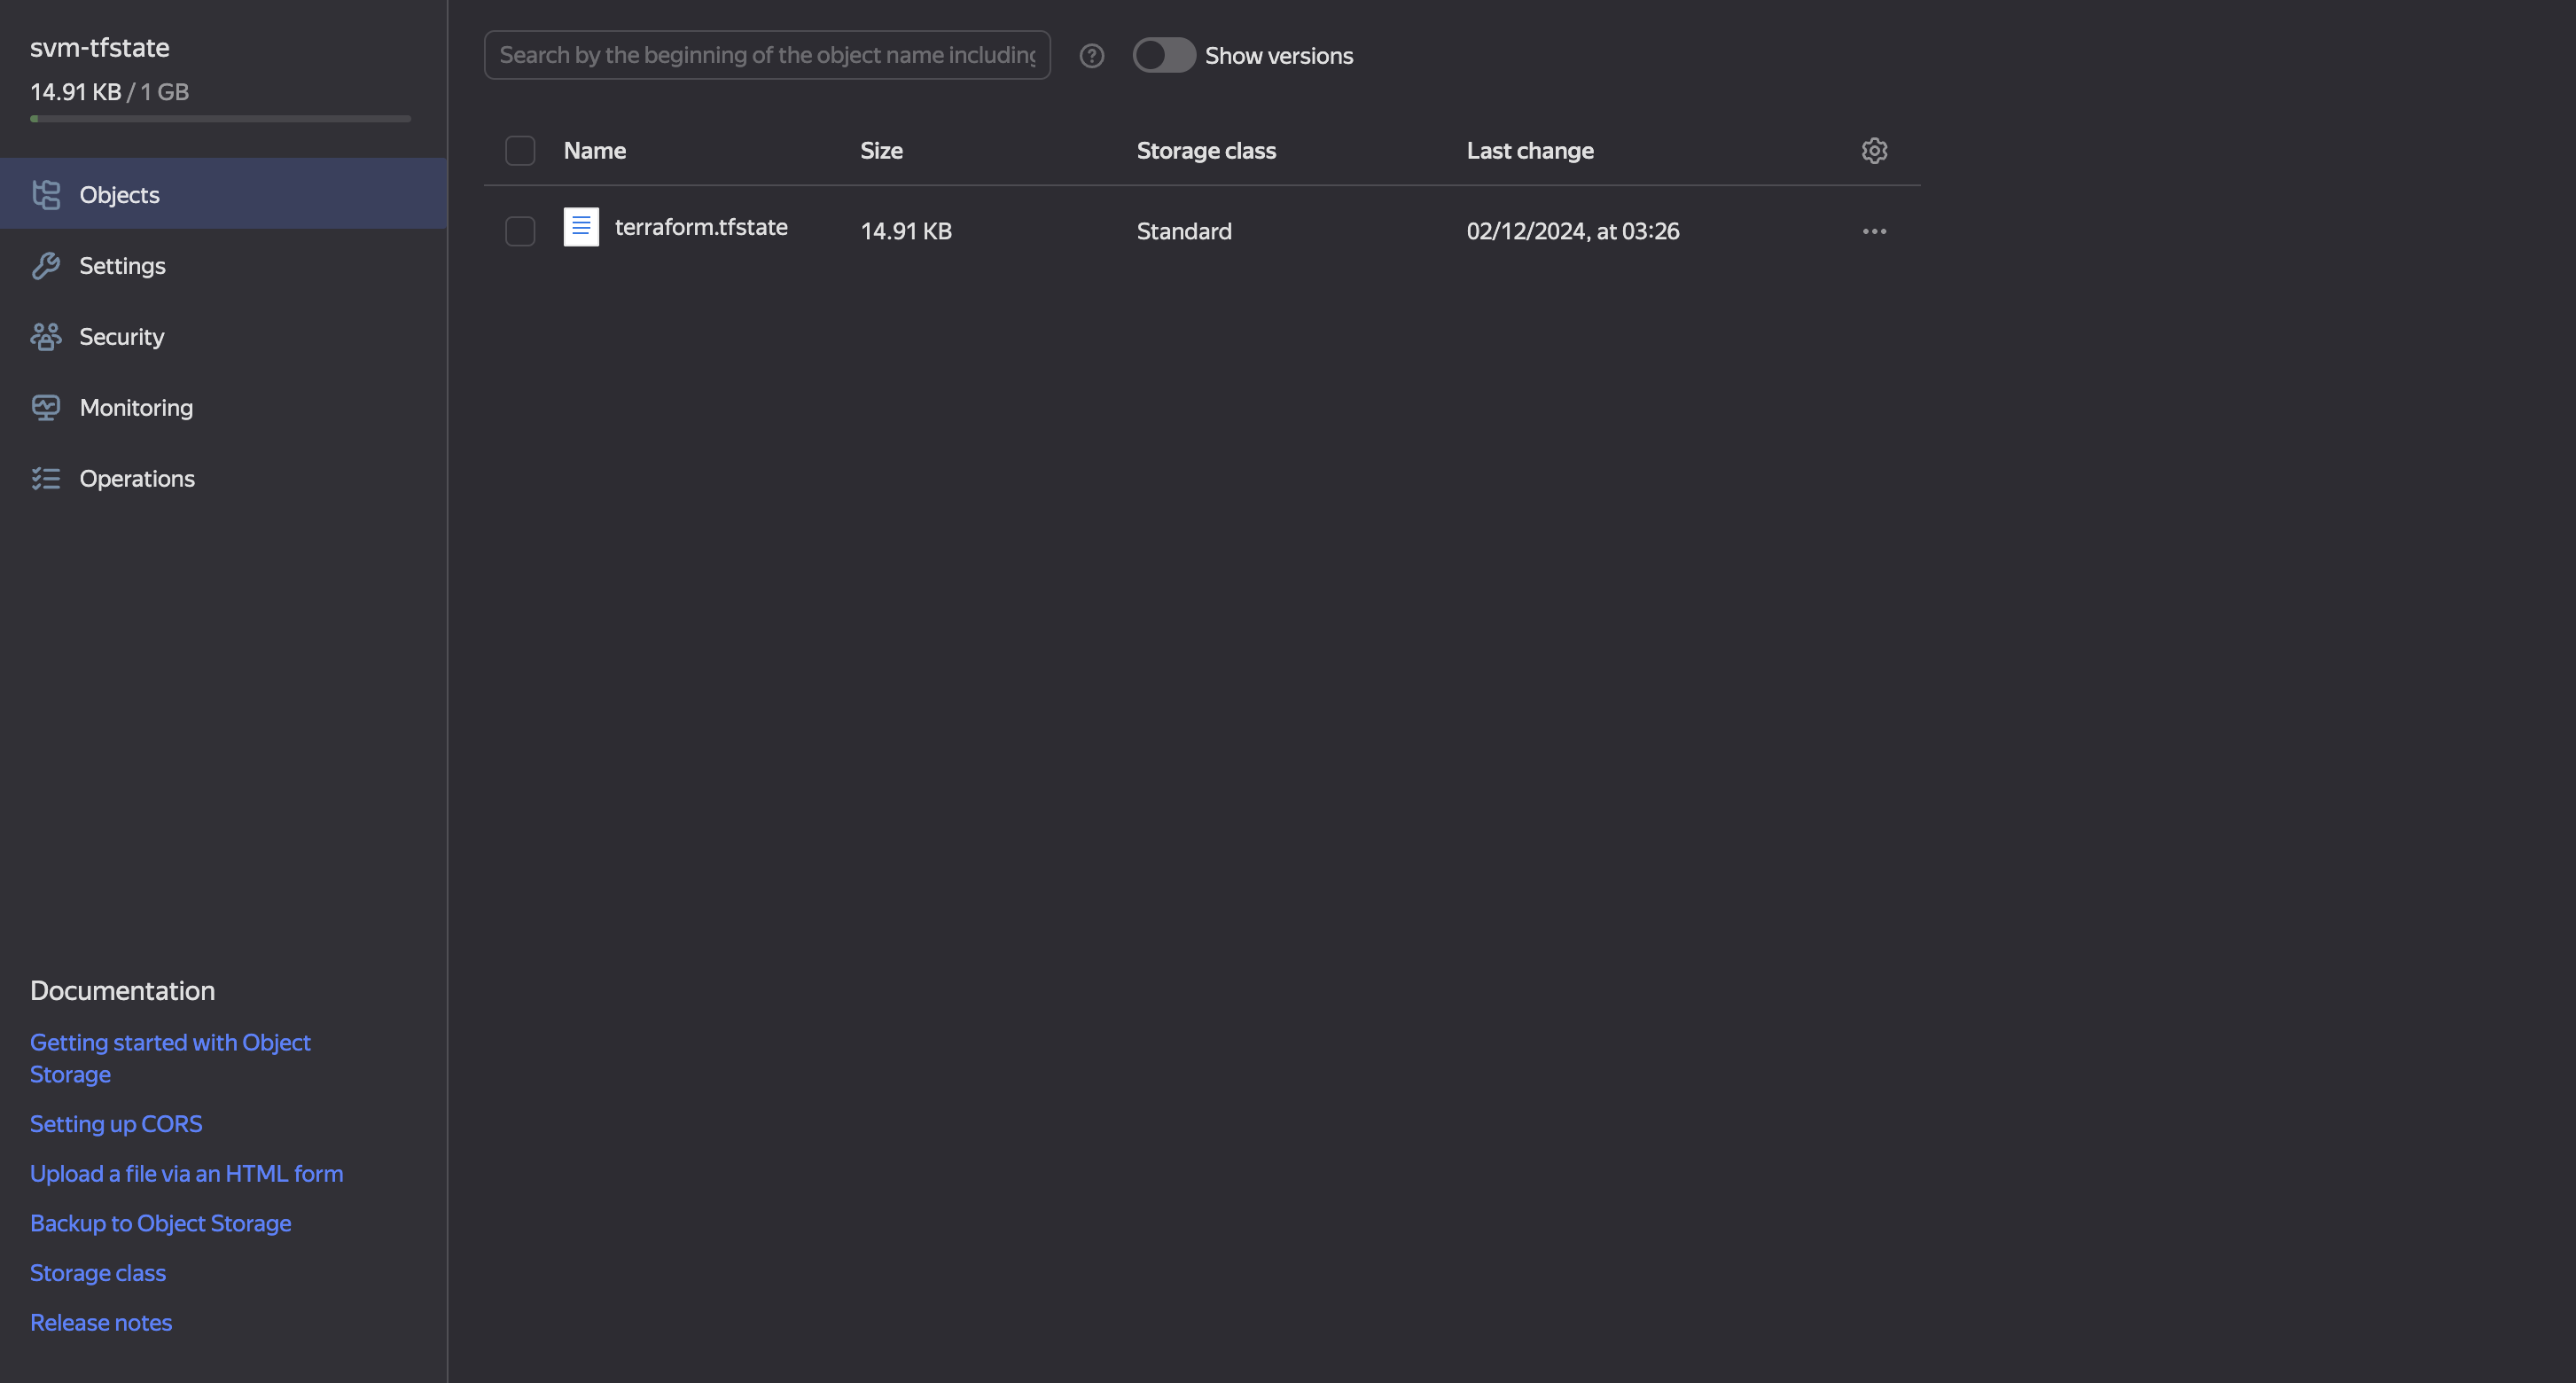 svm-tfstate
14.91 KB / 1 GB
Objects
Settings
Security
Monitoring
Operations
Documentation
Getting started with Object
Storage
Setting up CORS
Upload a file via an HTML form
Backup to Object Storage
Storage class
Release notes
Search by the beginning of the object name including
Show versions
Name Size Storage class Last change
terraform.tfstate 14.91 KB Standard 02/12/2024, at 03:26